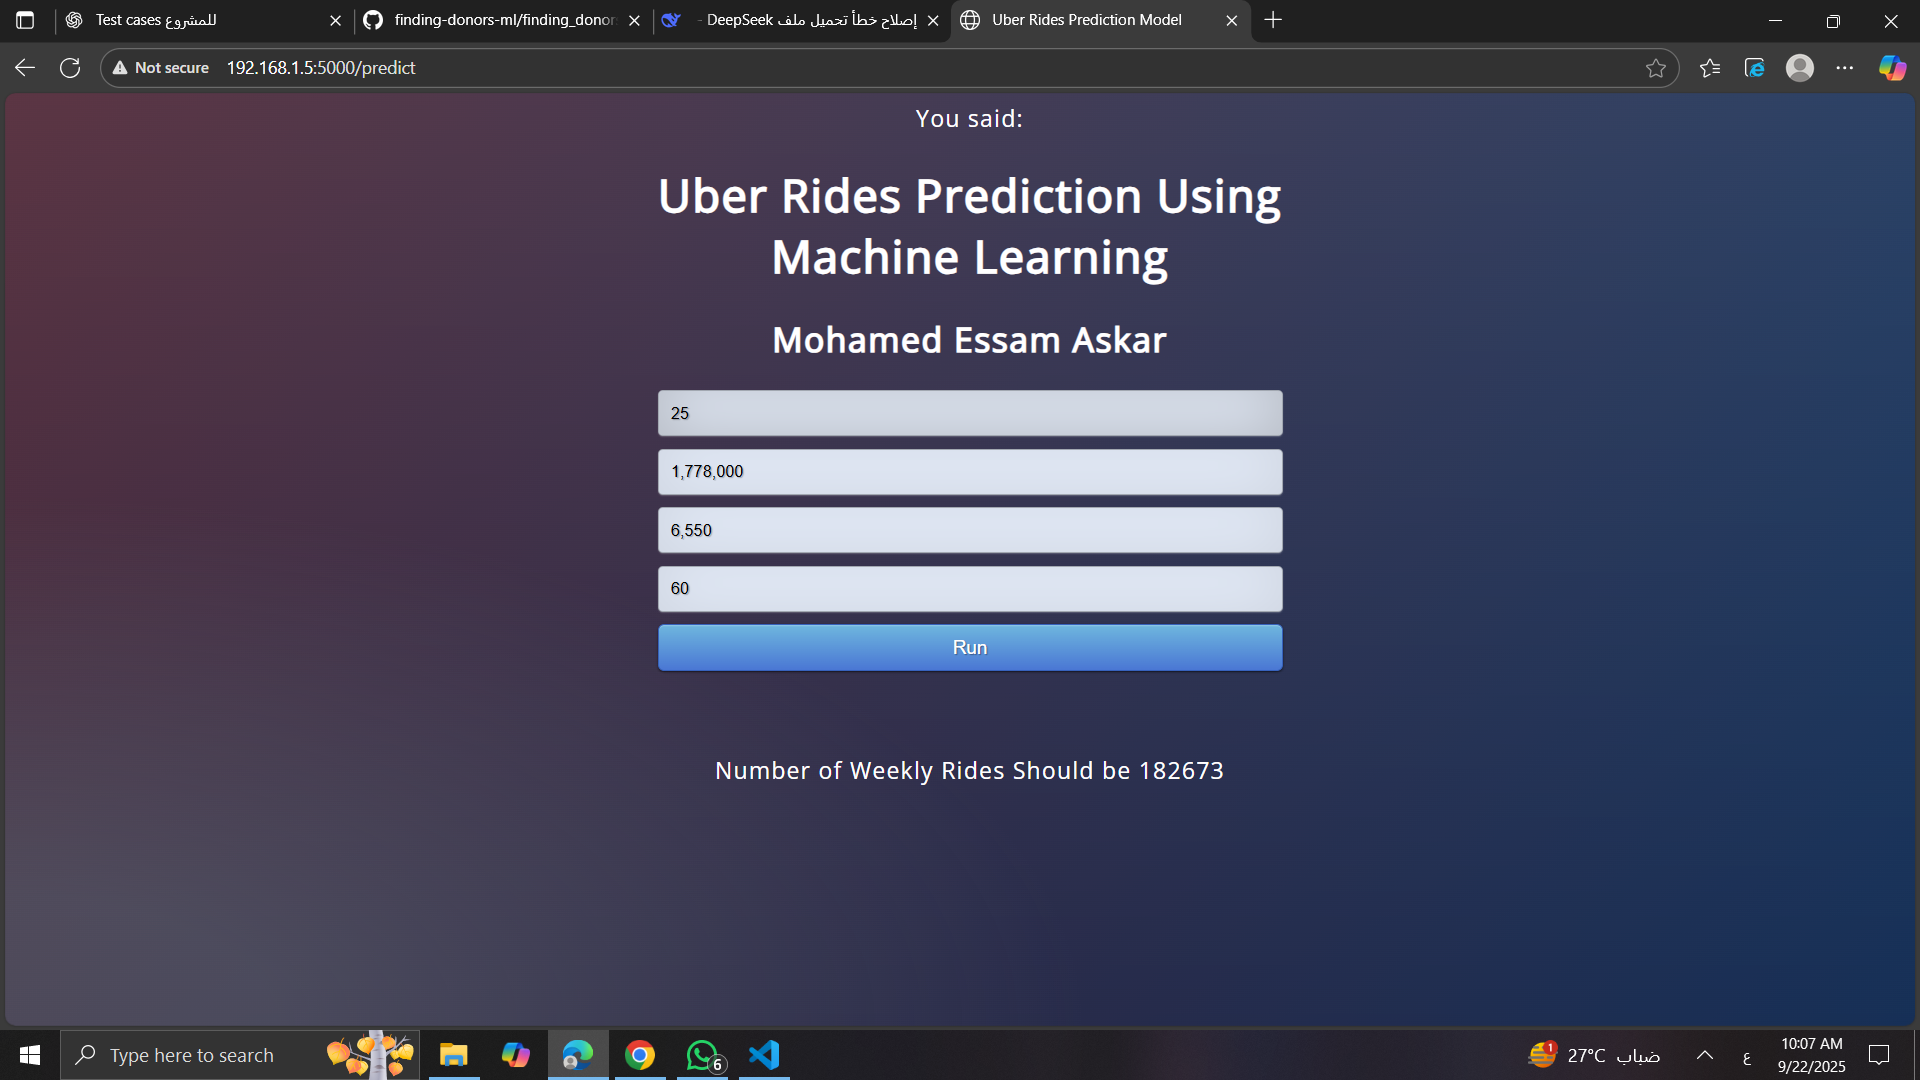 Test cases للمشروع
finding-donors-ml/finding_donor
إصلاح خطأ تحميل ملف - DeepSeek
Uber Rides Prediction Model
Not secure
192.168.1.5:5000/predict
You said:
Uber Rides Prediction Using
Machine Learning
Mohamed Essam Askar
25
1,778,000
6,550
60
Run
Number of Weekly Rides Should be 182673
Type here to search
6
1
27°C ضباب
ع
10:07 AM
9/22/2025